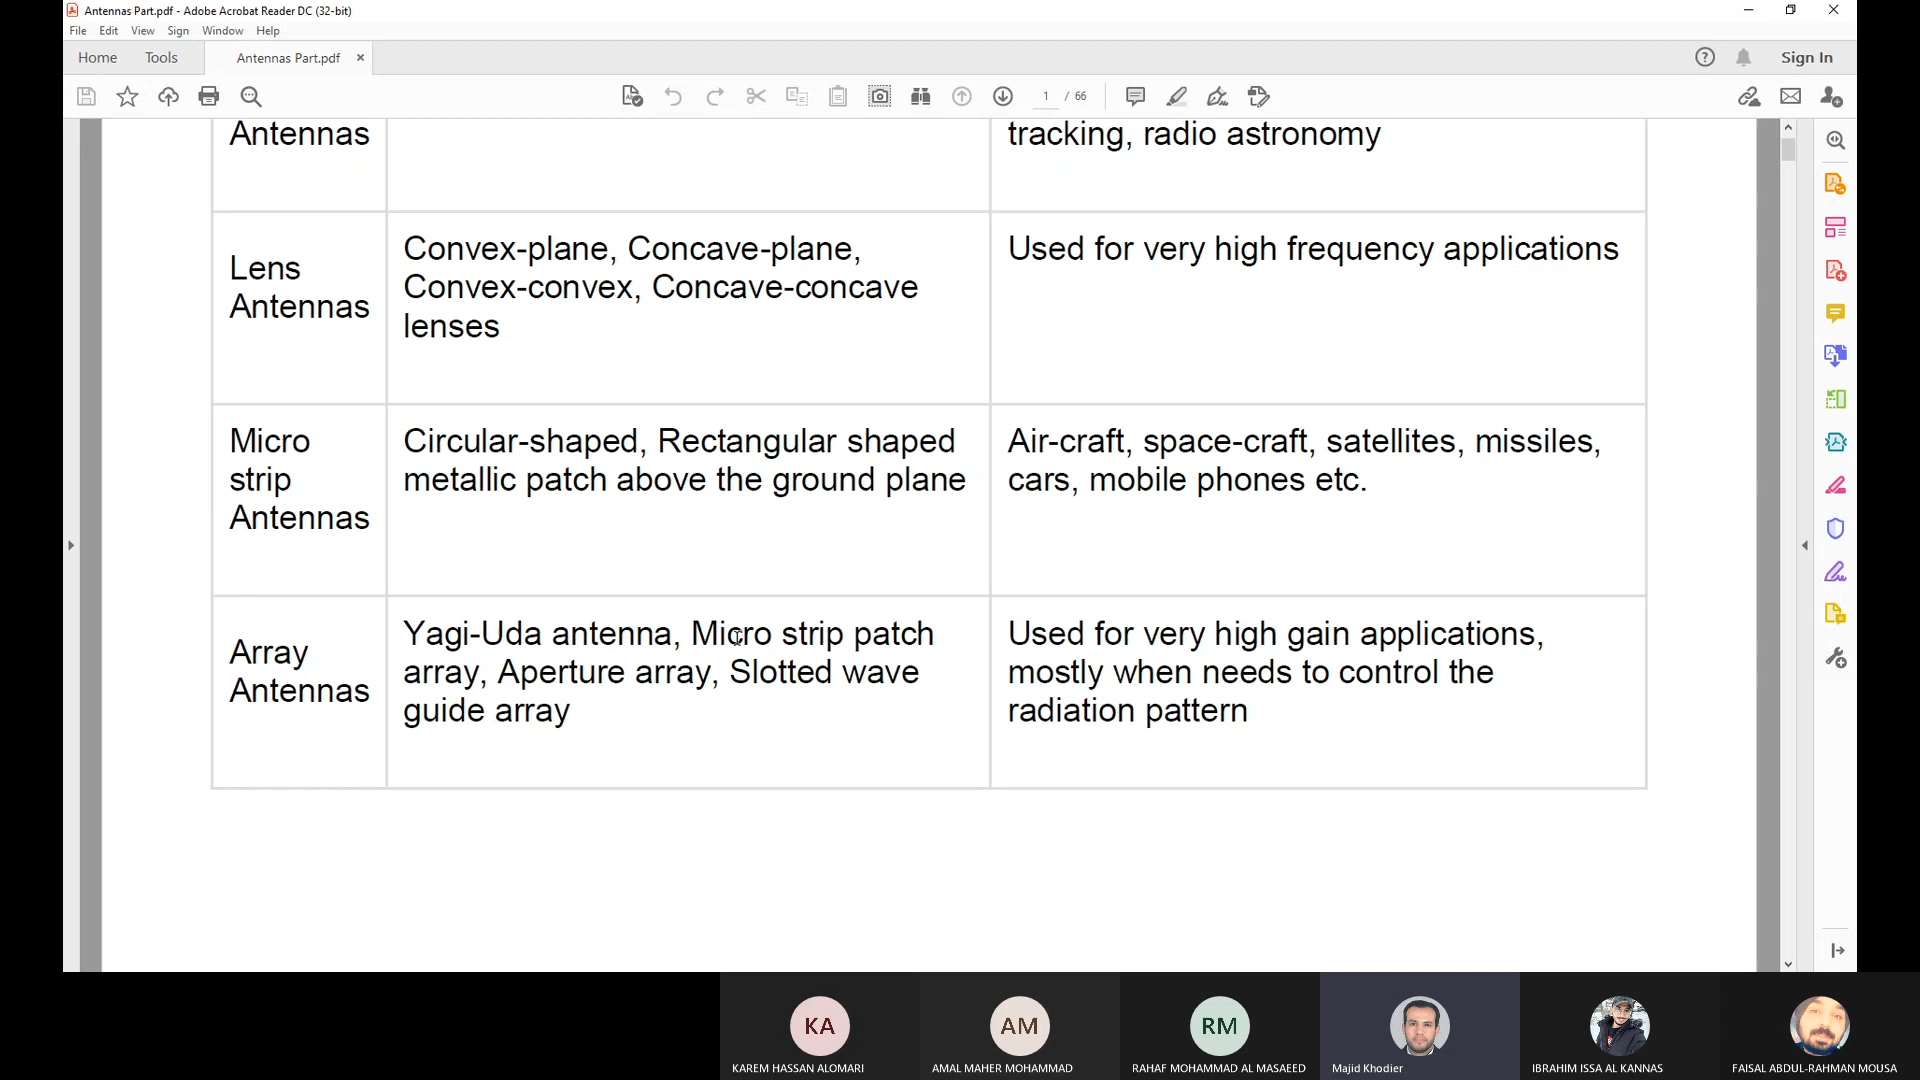 Antennas Part.pdf - Adobe Acrobat Reader DC (32-bit)
File Edit View Sign Window Help
Home Tools Antennas Part.pdf × Sign In
1 / 66
Antennas
tracking, radio astronomy
Lens
Antennas
Convex-plane, Concave-plane,
Convex-convex, Concave-concave
lenses
Used for very high frequency applications
Micro
strip
Antennas
Circular-shaped, Rectangular shaped
metallic patch above the ground plane
Air-craft, space-craft, satellites, missiles,
cars, mobile phones etc.
Array
Antennas
Yagi-Uda antenna, Micro strip patch
array, Aperture array, Slotted wave
guide array
Used for very high gain applications,
mostly when needs to control the
radiation pattern
KA AM RM
KAREM HASSAN ALOMARI AMAL MAHER MOHAMMAD RAHAF MOHAMMAD AL MASAEED Majid Khodier IBRAHIM ISSA AL KANNAS FAISAL ABDUL-RAHMAN MOUSA